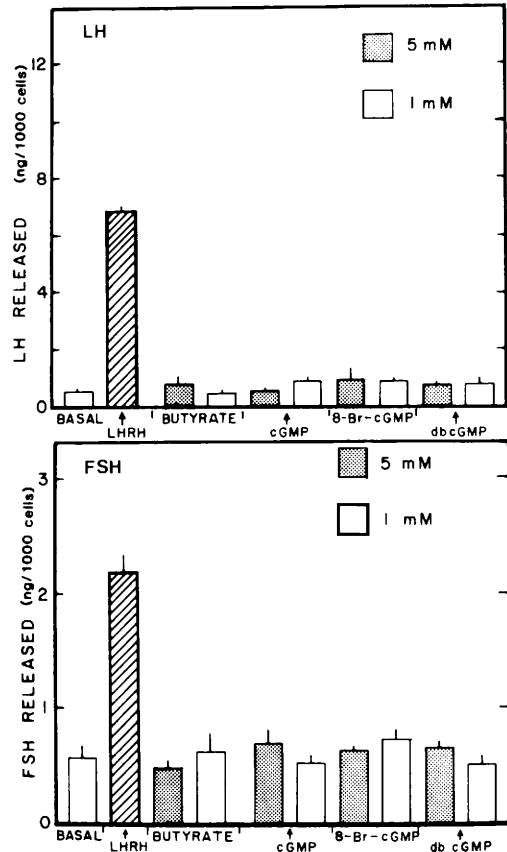 LH
5 mM
1 mM
LH RELEASED (ng/1000 cells)
12
8
4
0
BASAL
LHRH
BUTYRATE
cGMP
8-Br-cGMP
dbcGMP
FSH
5 mM
1 mM
FSH RELEASED (ng/1000 cells)
3
2
1
0
BASAL
LHRH
BUTYRATE
cGMP
8-Br-cGMP
db cGMP